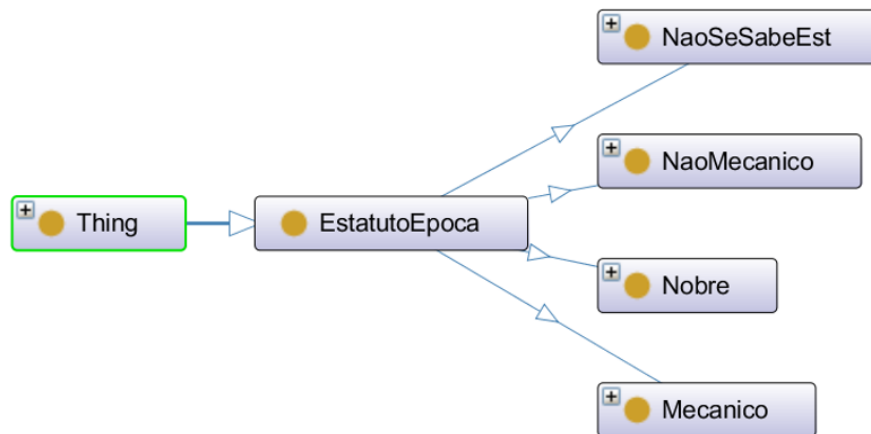 NaoSeSabeEst
NaoMecanico
Thing
EstatutoEpoca
Nobre
Mecanico